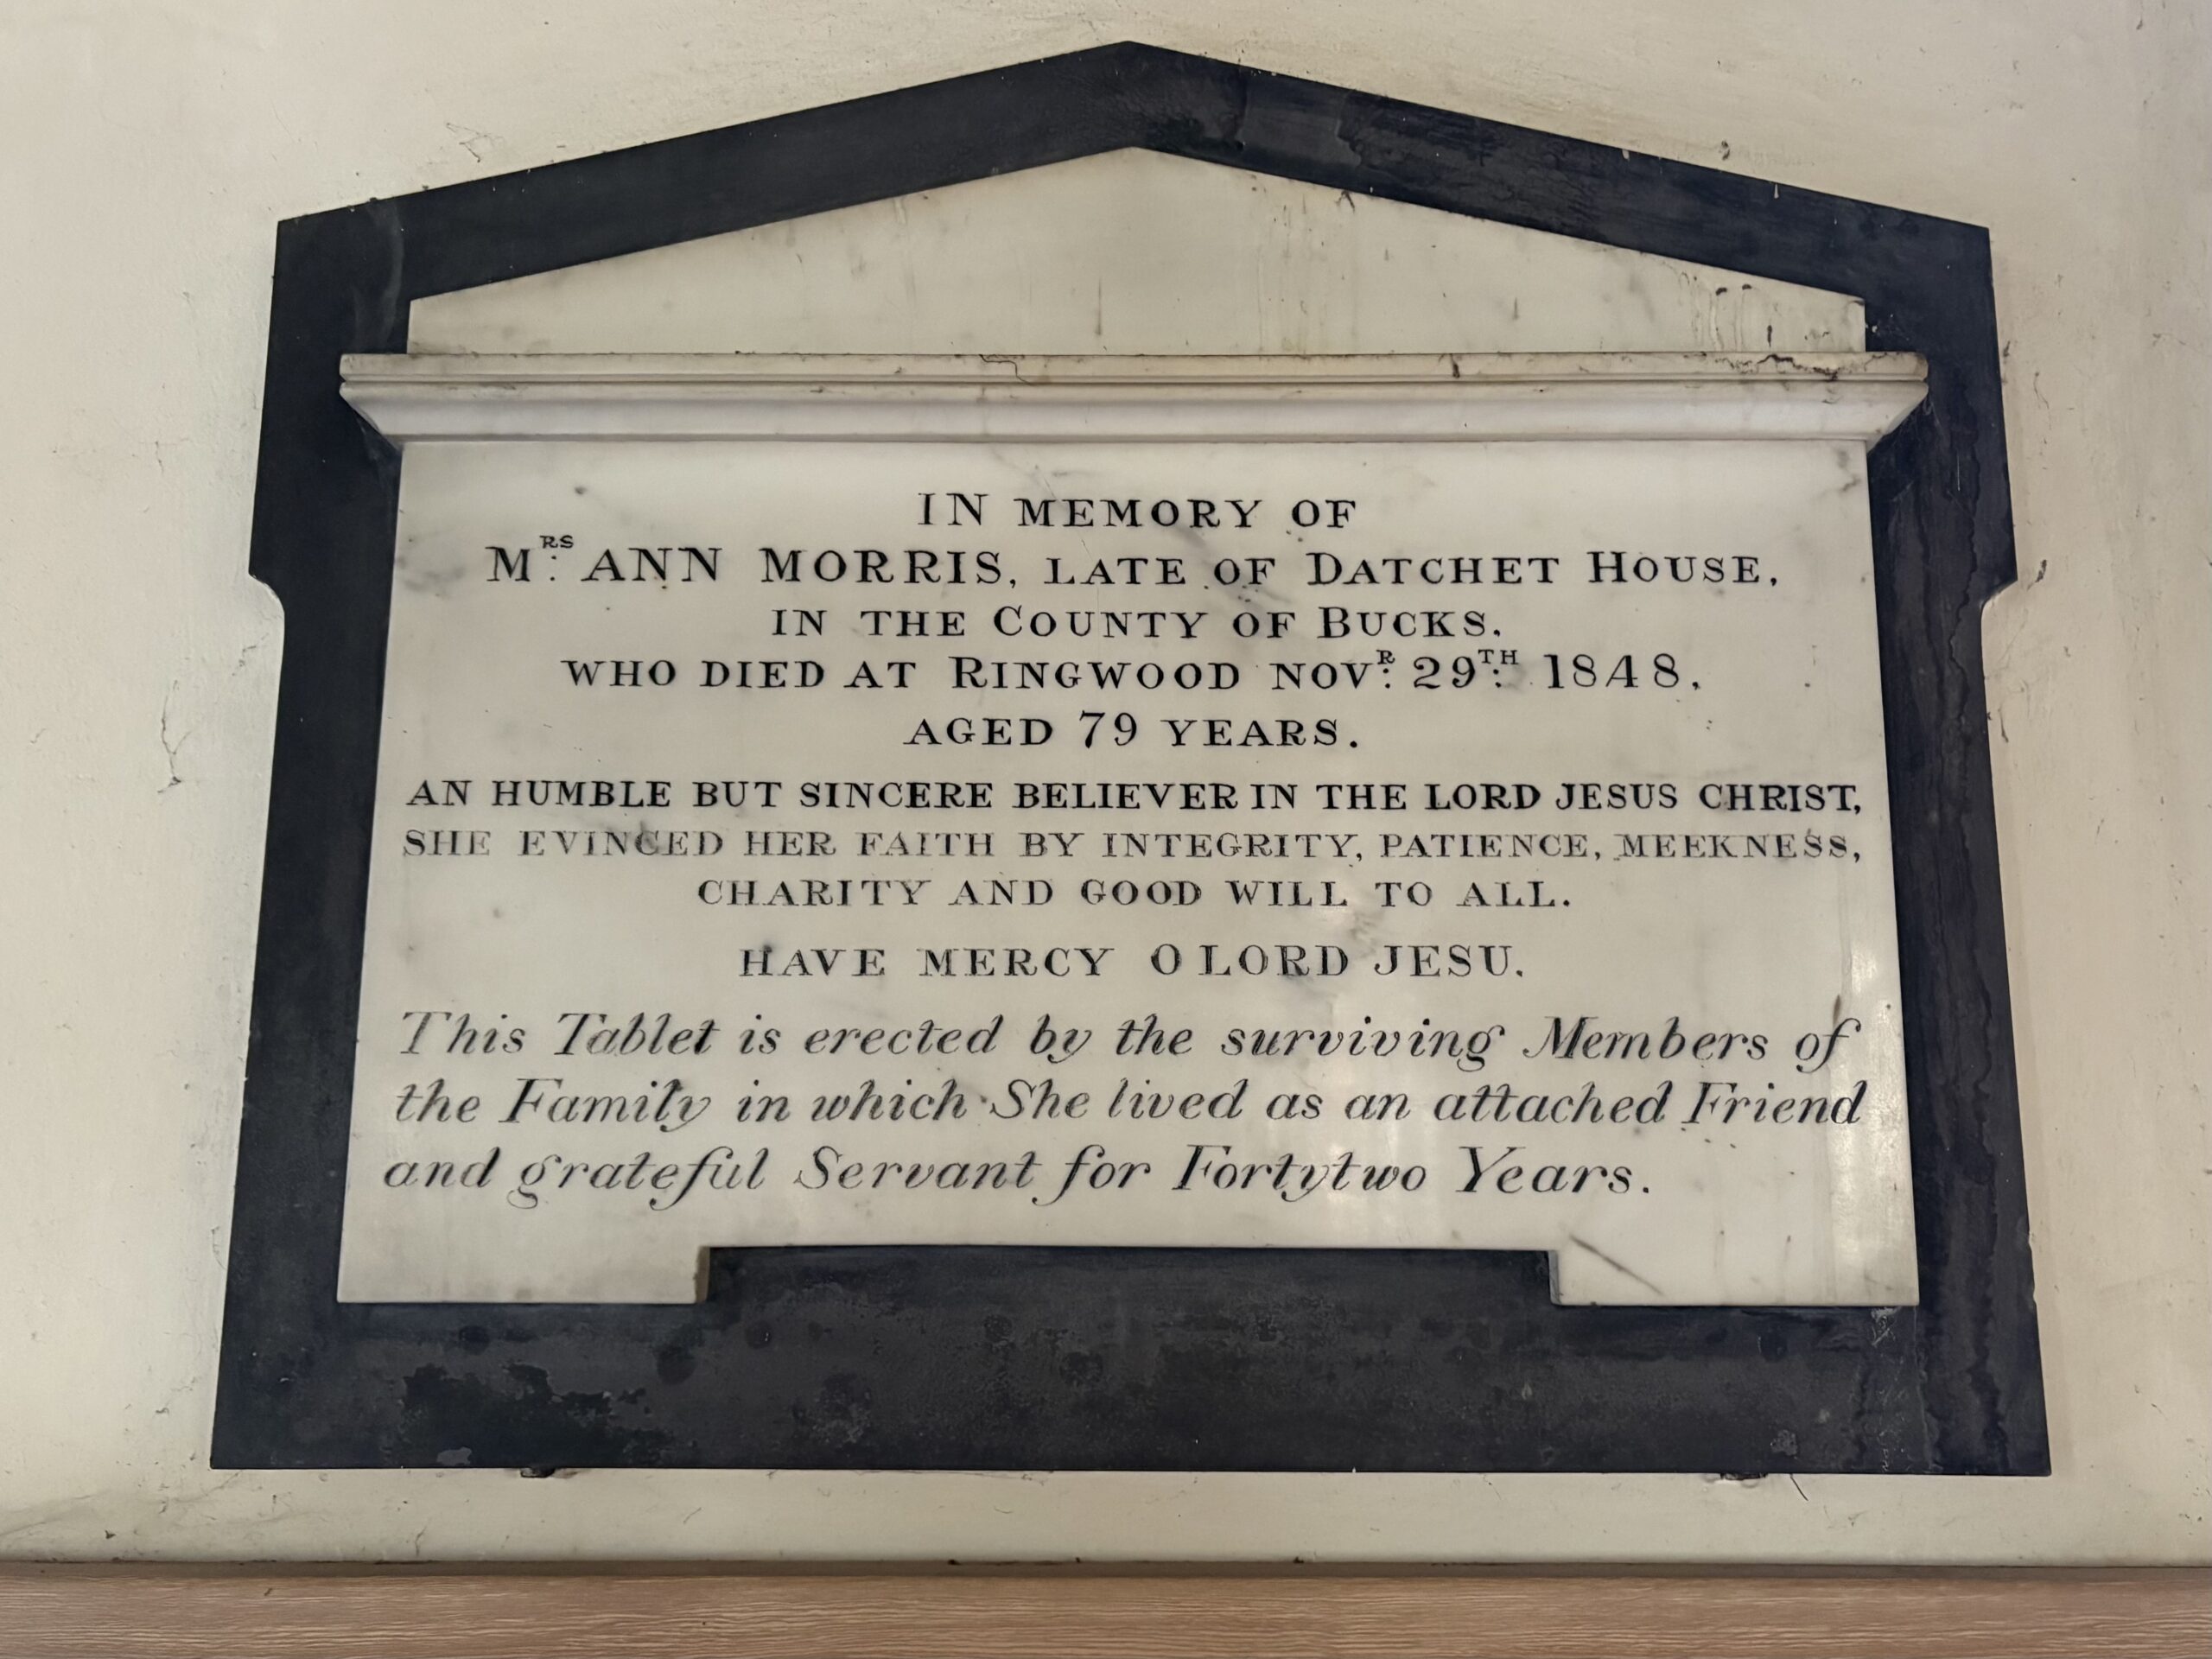 IN MEMORY OF
MRS. ANN MORRIS, LATE OF DATCHET HOUSE,
IN THE COUNTY OF BUCKS.
WHO DIED AT RINGWOOD NOVR. 29TH. 1848,
AGED 79 YEARS.
AN HUMBLE BUT SINCERE BELIEVER IN THE LORD JESUS CHRIST,
SHE EVINCED HER FAITH BY INTEGRITY, PATIENCE, MEEKNESS,
CHARITY AND GOOD WILL TO ALL.
HAVE MERCY O LORD JESU.
This Tablet is erected by the surviving Members of
the Family in which She lived as an attached Friend
and grateful Servant for Fortytwo Years.